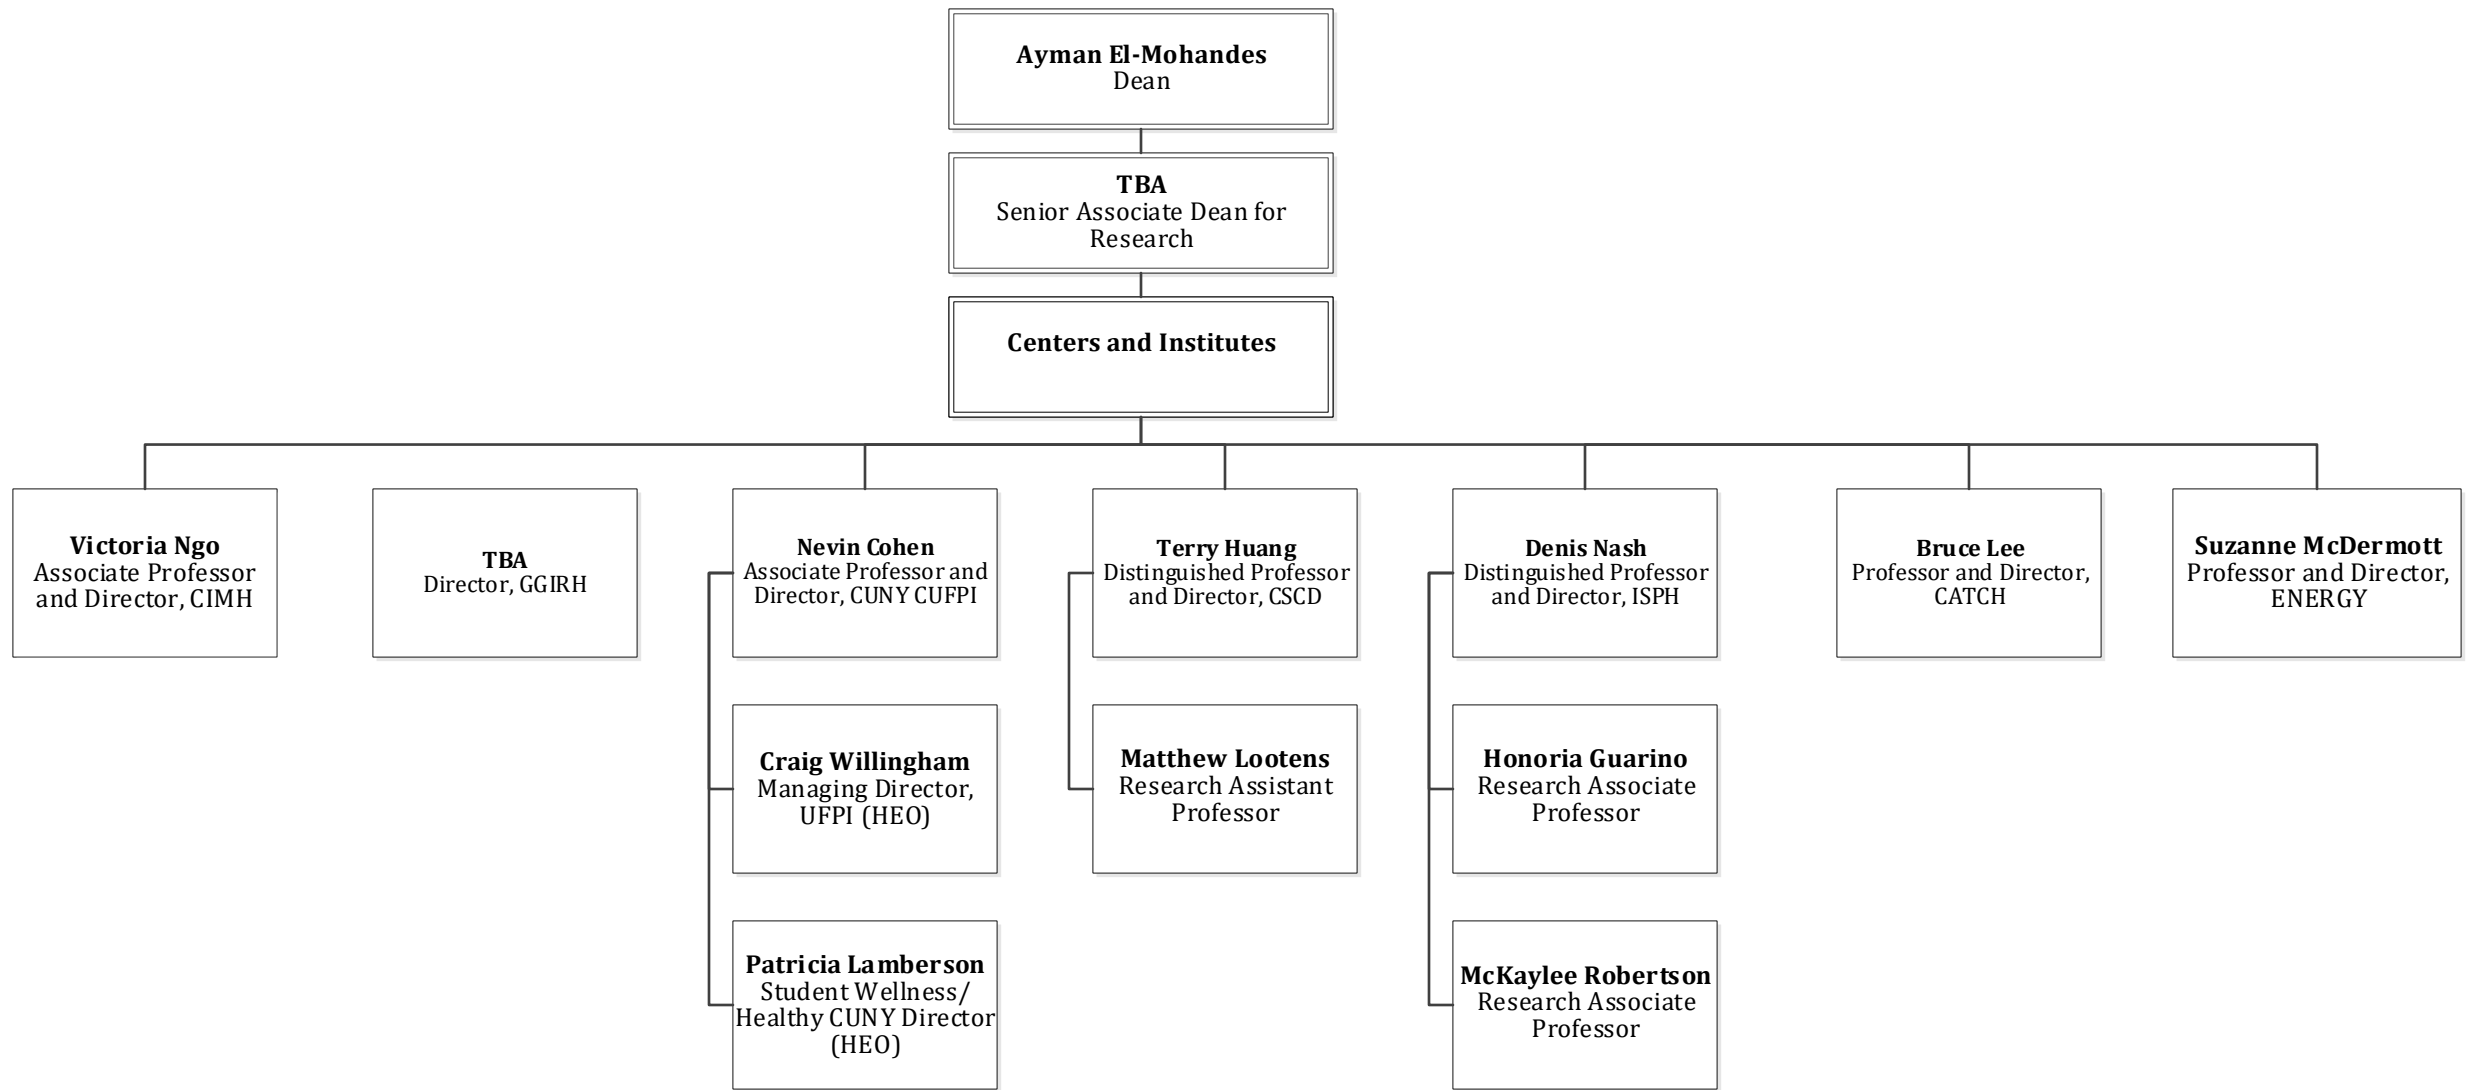 Ayman El-Mohandes
Dean
TBA
Senior Associate Dean for
Research
Centers and Institutes
Victoria Ngo
Associate Professor
and Director, CIMH
TBA
Director, GGIRH
Nevin Cohen
Associate Professor and
Director, CUNY CUFPI
Terry Huang
Distinguished Professor
and Director, CSCD
Denis Nash
Distinguished Professor
and Director, ISPH
Bruce Lee
Professor and Director,
CATCH
Suzanne McDermott
Professor and Director,
ENERGY
Craig Willingham
Managing Director,
UFPI (HEO)
Matthew Lootens
Research Assistant
Professor
Honoria Guarino
Research Associate
Professor
Patricia Lamberson
Student Wellness/
Healthy CUNY Director
(HEO)
McKaylee Robertson
Research Associate
Professor